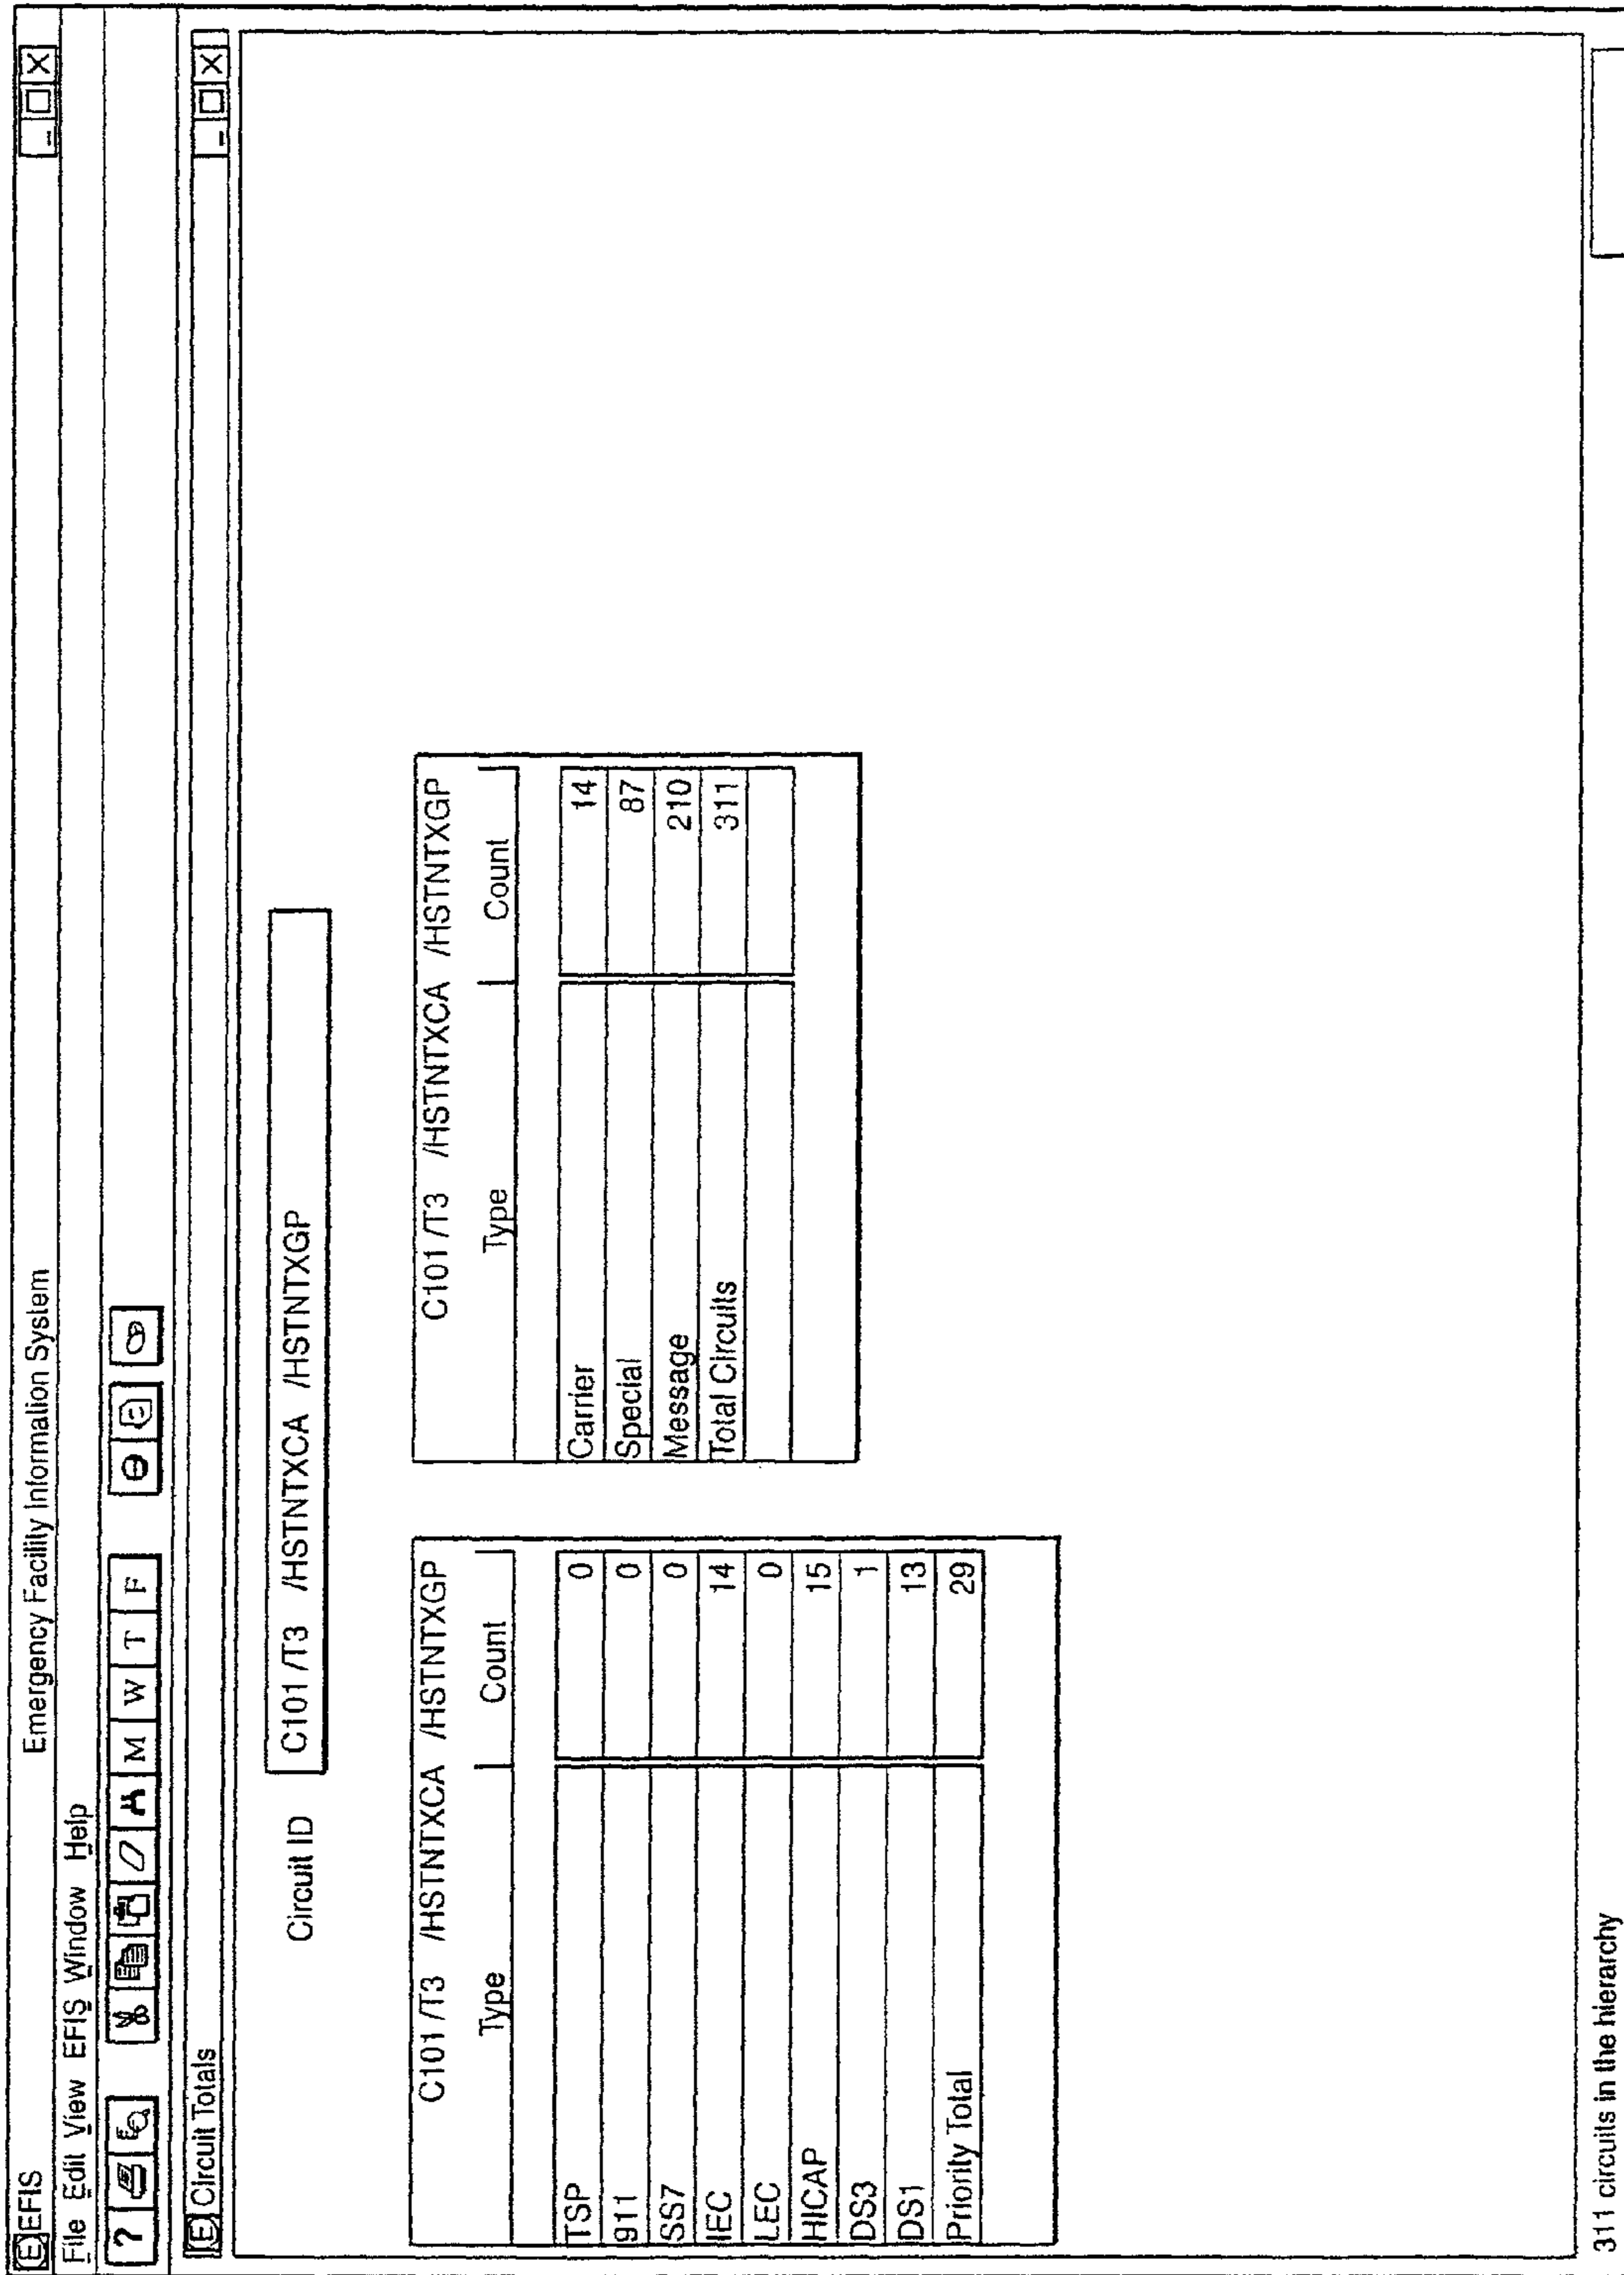 EFIS Emergency Facility Information System
File Edit View EFIS Window Help
? M W T F
Circuit Totals
Circuit ID C101 /T3 /HSTNTXCA /HSTNTXGP
C101 /T3 /HSTNTXCA /HSTNTXGP
Type Count
TSP 0
911 0
SS7 0
IEC 14
LEC 0
HICAP 15
DS3 1
DS1 13
Priority Total 29
C101 /T3 /HSTNTXCA /HSTNTXGP
Type Count
Carrier 14
Special 87
Message 210
Total Circuits 311
311 circuits in the hierarchy